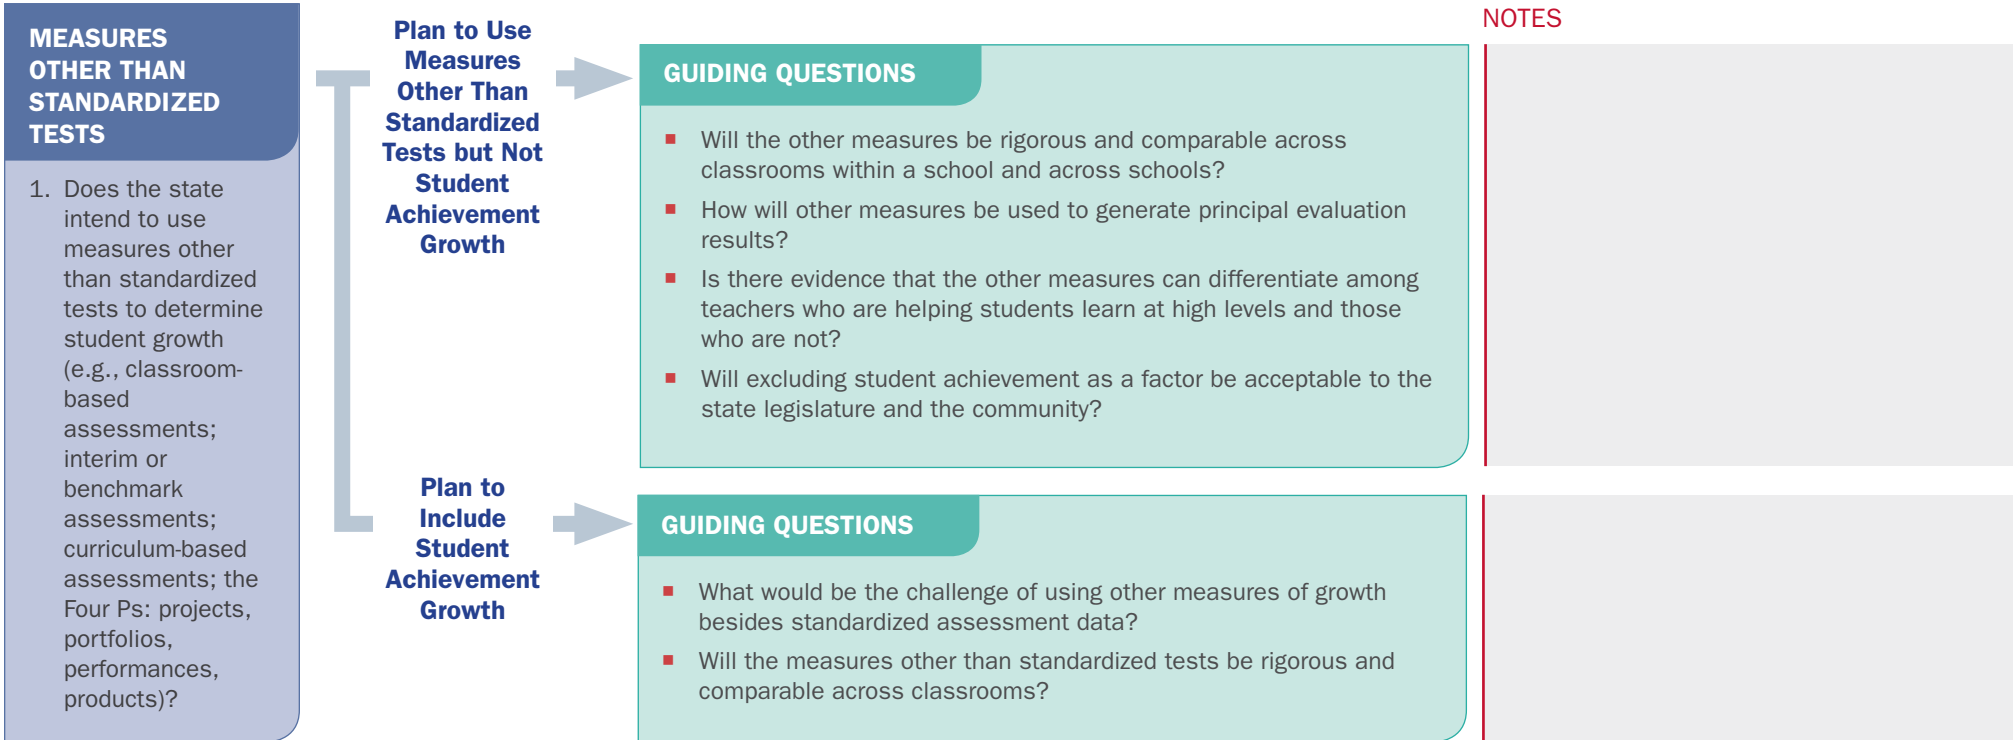 MEASURES
OTHER THAN
STANDARDIZED
TESTS
1. Does the state
intend to use
measures other
than standardized
tests to determine
student growth
(e.g., classroom-
based
assessments;
interim or
benchmark
assessments;
curriculum-based
assessments; the
Four Ps: projects,
portfolios,
performances,
products)?
Plan to Use
Measures
Other Than
Standardized
Tests but Not
Student
Achievement
Growth
GUIDING QUESTIONS
▪ Will the other measures be rigorous and comparable across
classrooms within a school and across schools?
▪ How will other measures be used to generate principal evaluation
results?
▪ Is there evidence that the other measures can differentiate among
teachers who are helping students learn at high levels and those
who are not?
▪ Will excluding student achievement as a factor be acceptable to the
state legislature and the community?
NOTES
Plan to
Include
Student
Achievement
Growth
GUIDING QUESTIONS
▪ What would be the challenge of using other measures of growth
besides standardized assessment data?
▪ Will the measures other than standardized tests be rigorous and
comparable across classrooms?